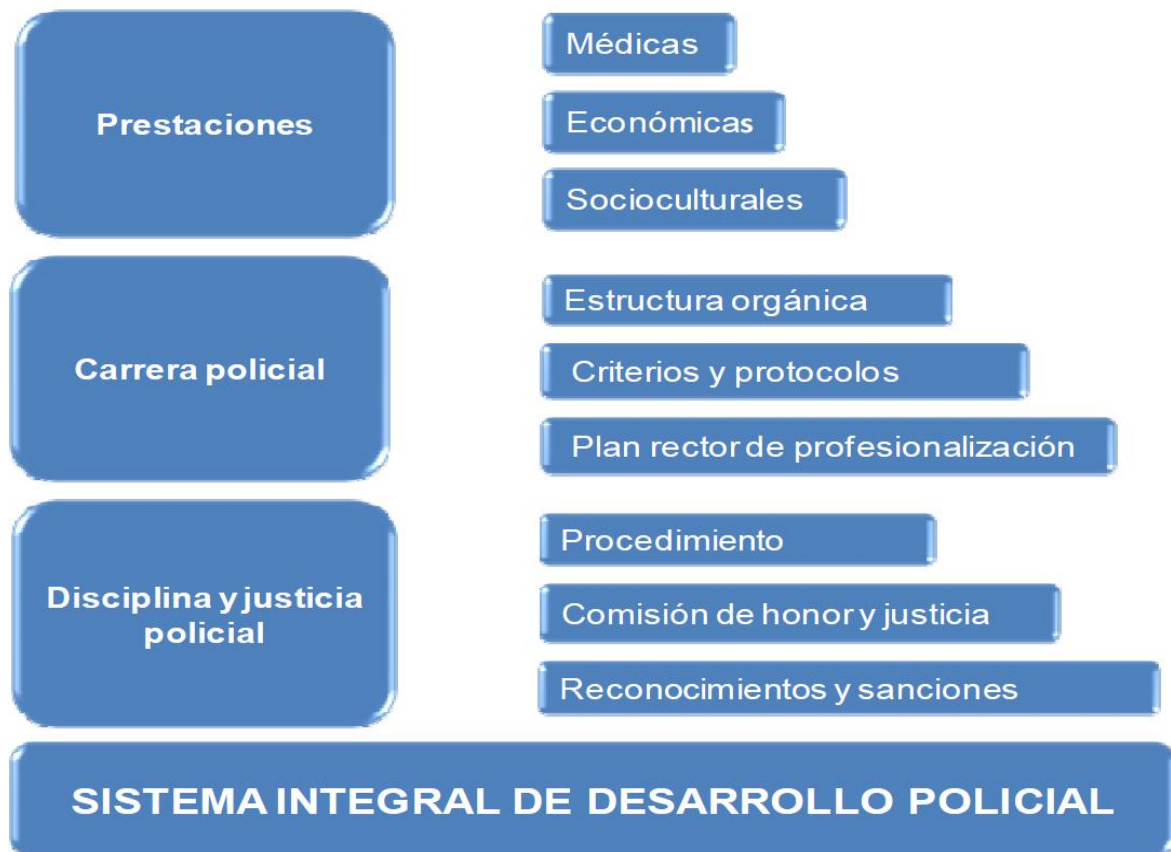 Prestaciones
Médicas
Económicas
Socioculturales
Carrera policial
Estructura orgánica
Criterios y protocolos
Plan rector de profesionalización
Disciplina y justicia
policial
Procedimiento
Comisión de honor y justicia
Reconocimientos y sanciones
SISTEMA INTEGRAL DE DESARROLLO POLICIAL